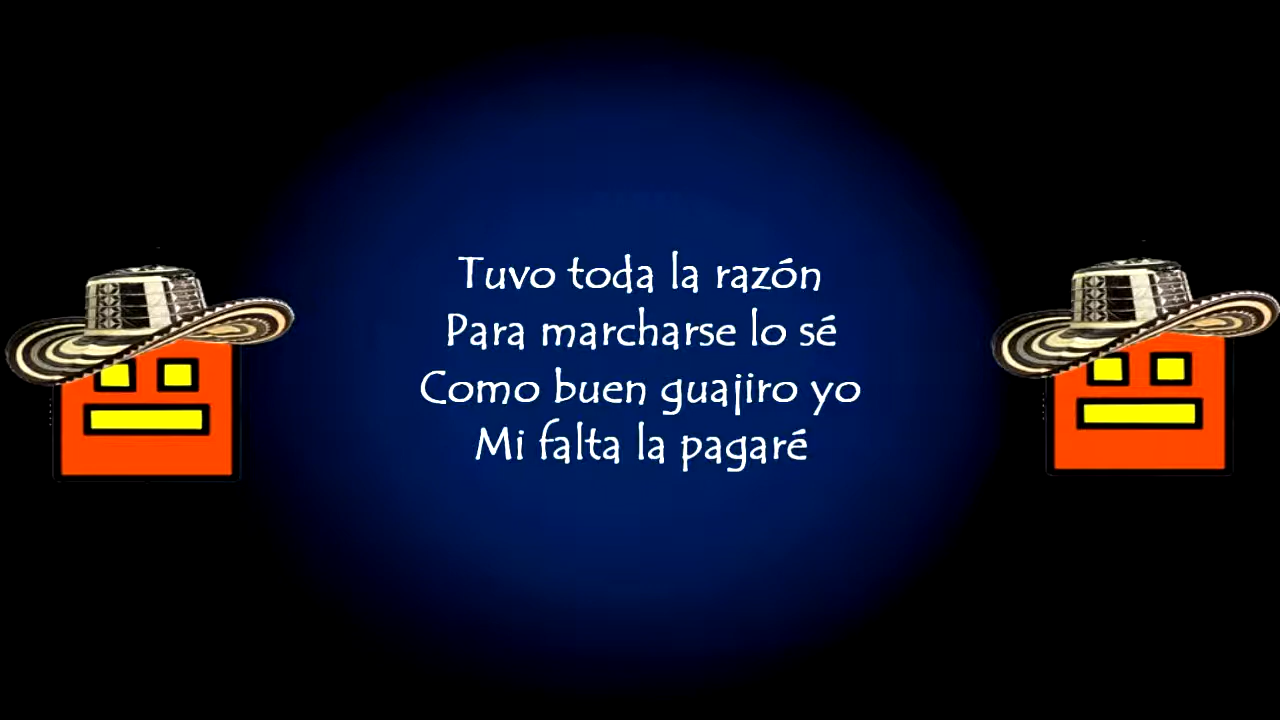 Tuvo toda la razón
Para marcharse lo sé
Como buen guajiro yo
Mi falta la pagaré